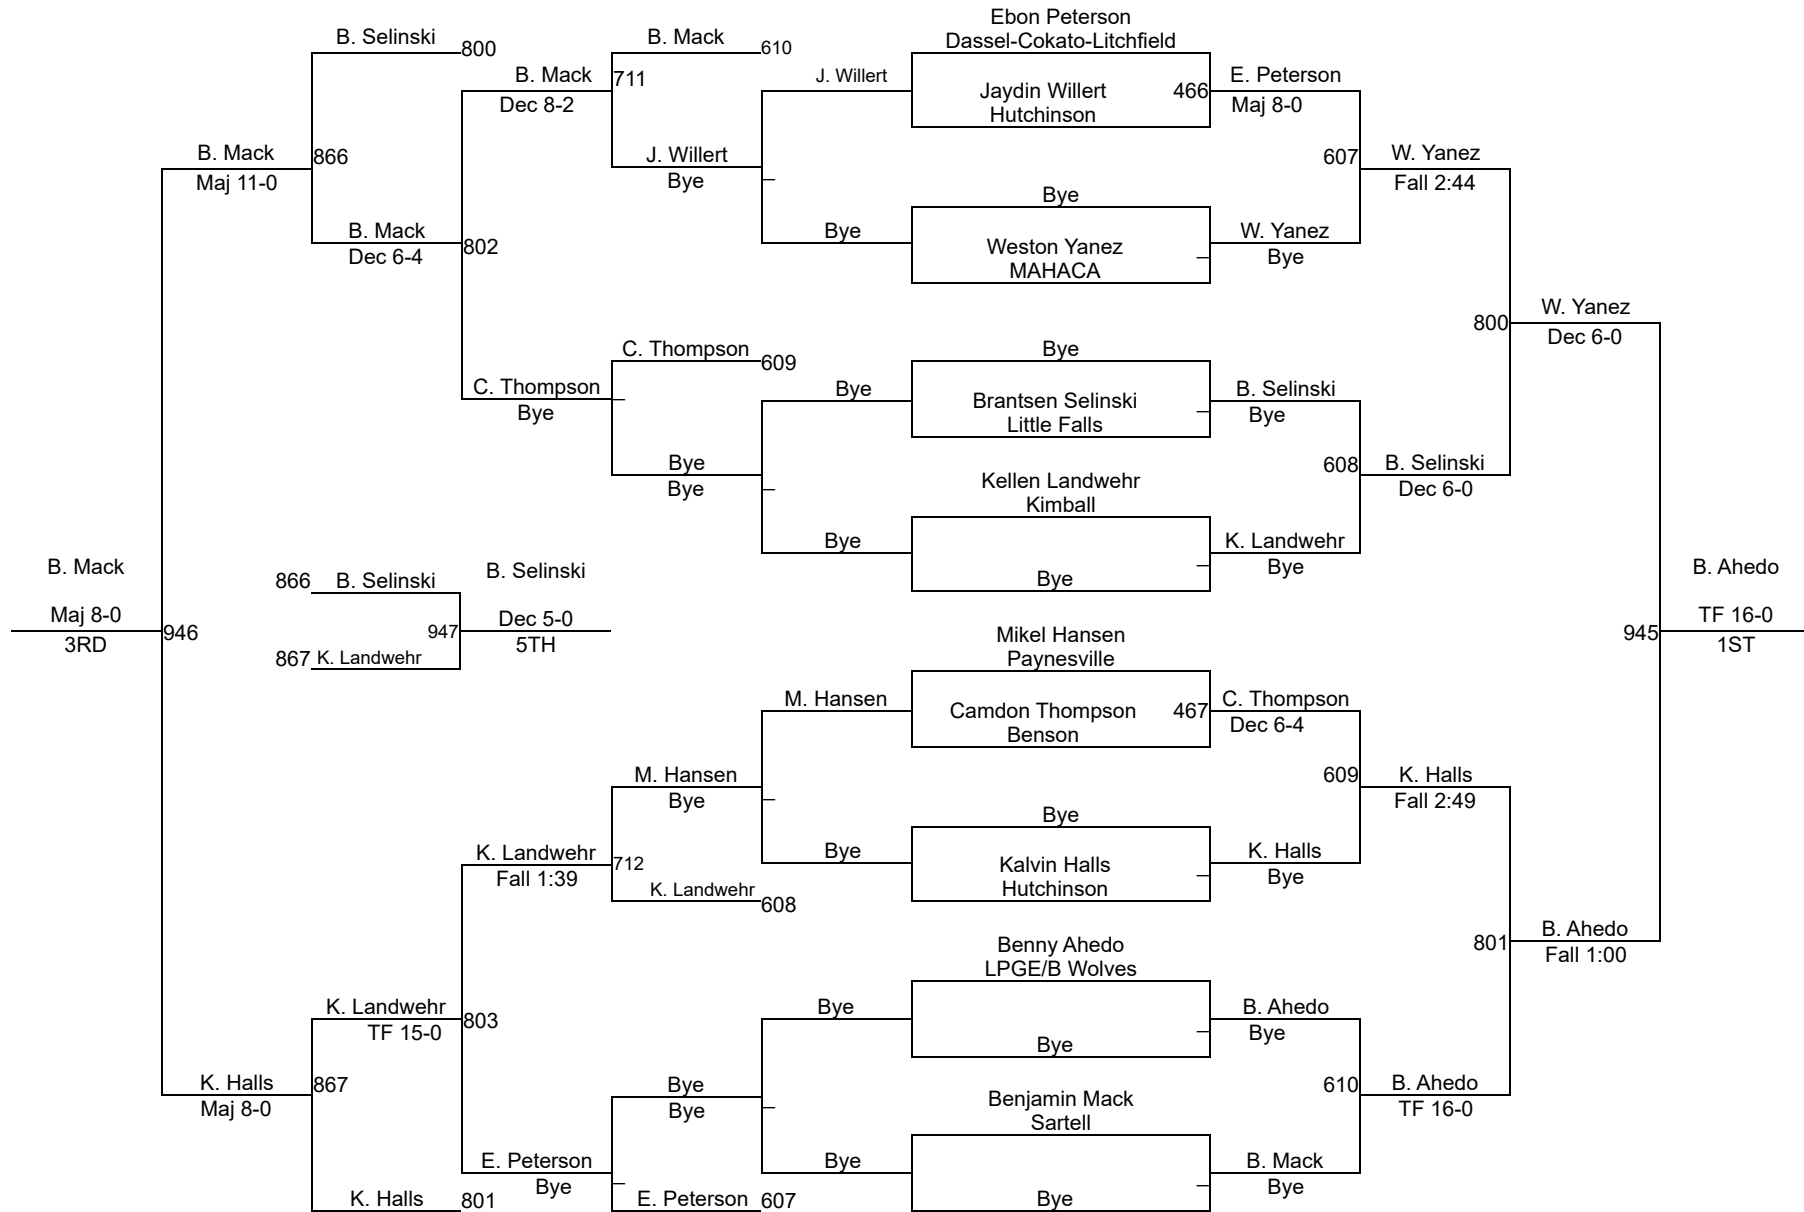 Ebon Peterson
B. Selinski
B. Mack
610
Dassel-Cokato-Litchfield
800
B. Mack
711
J. Willert
E. Peterson
Dec 8-2
Jaydin Willert
466
Maj 8-0
Hutchinson
B. Mack
866
J. Willert
607
W. Yanez
Maj 11-0
Bye
_
Fall 2:44
Bye
B. Mack
Bye
W. Yanez
Dec 6-4
802
Weston Yanez
_
Bye
MAHACA
W. Yanez
800
Dec 6-0
C. Thompson
609
Bye
C. Thompson
Bye
B. Selinski
Bye
_
Brantsen Selinski
_
Bye
Little Falls
Bye
608
B. Selinski
Bye
_
Kellen Landwehr
Dec 6-0
Kimball
Bye
K. Landwehr
_
Bye
B. Mack
866
B. Selinski
B. Selinski
Bye
B. Ahedo
Maj 8-0
Dec 5-0
TF 16-0
946
947
945
3RD
5TH
1ST
867
K. Landwehr
Mikel Hansen
Paynesville
M. Hansen
C. Thompson
Camdon Thompson
467
Dec 6-4
Benson
M. Hansen
609
K. Halls
Bye
_
Fall 2:49
Bye
K. Landwehr
712
Bye
K. Halls
Fall 1:39
Kalvin Halls
_
Bye
K. Landwehr
608
Hutchinson
Benny Ahedo
801
B. Ahedo
LPGE/B Wolves
Fall 1:00
K. Landwehr
803
Bye
B. Ahedo
TF 15-0
Bye
_
Bye
K. Halls
867
Bye
610
B. Ahedo
Maj 8-0
Bye
_
Benjamin Mack
TF 16-0
Sartell
E. Peterson
Bye
B. Mack
Bye
_
_
Bye
K. Halls
801
E. Peterson
607
Bye